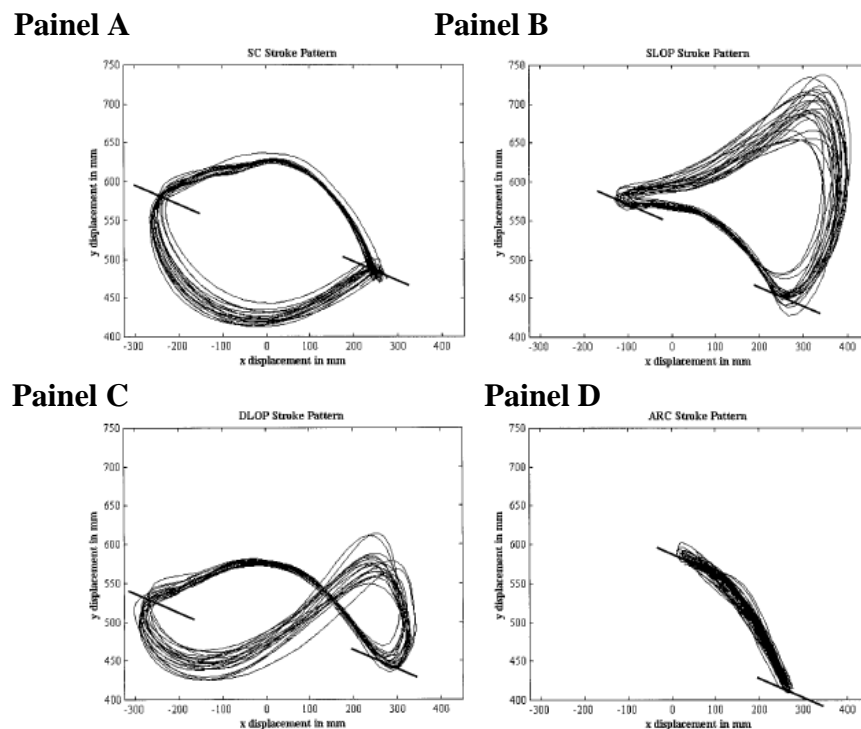 Painel A
SC Stroke Pattern
y displacement in mm
750
700
650
600
550
500
450
400
-300 -200 -100 0 100 200 300 400
x displacement in mm
Painel B
SLOP Stroke Pattern
y displacement in mm
750
700
650
600
550
500
450
400
-300 -200 -100 0 100 200 300 400
x displacement in mm
Painel C
DLOP Stroke Pattern
y displacement in mm
750
700
650
600
550
500
450
400
-300 -200 -100 0 100 200 300 400
x displacement in mm
Painel D
ARC Stroke Pattern
y displacement in mm
750
700
650
600
550
500
450
400
-300 -200 -100 0 100 200 300 400
x displacement in mm